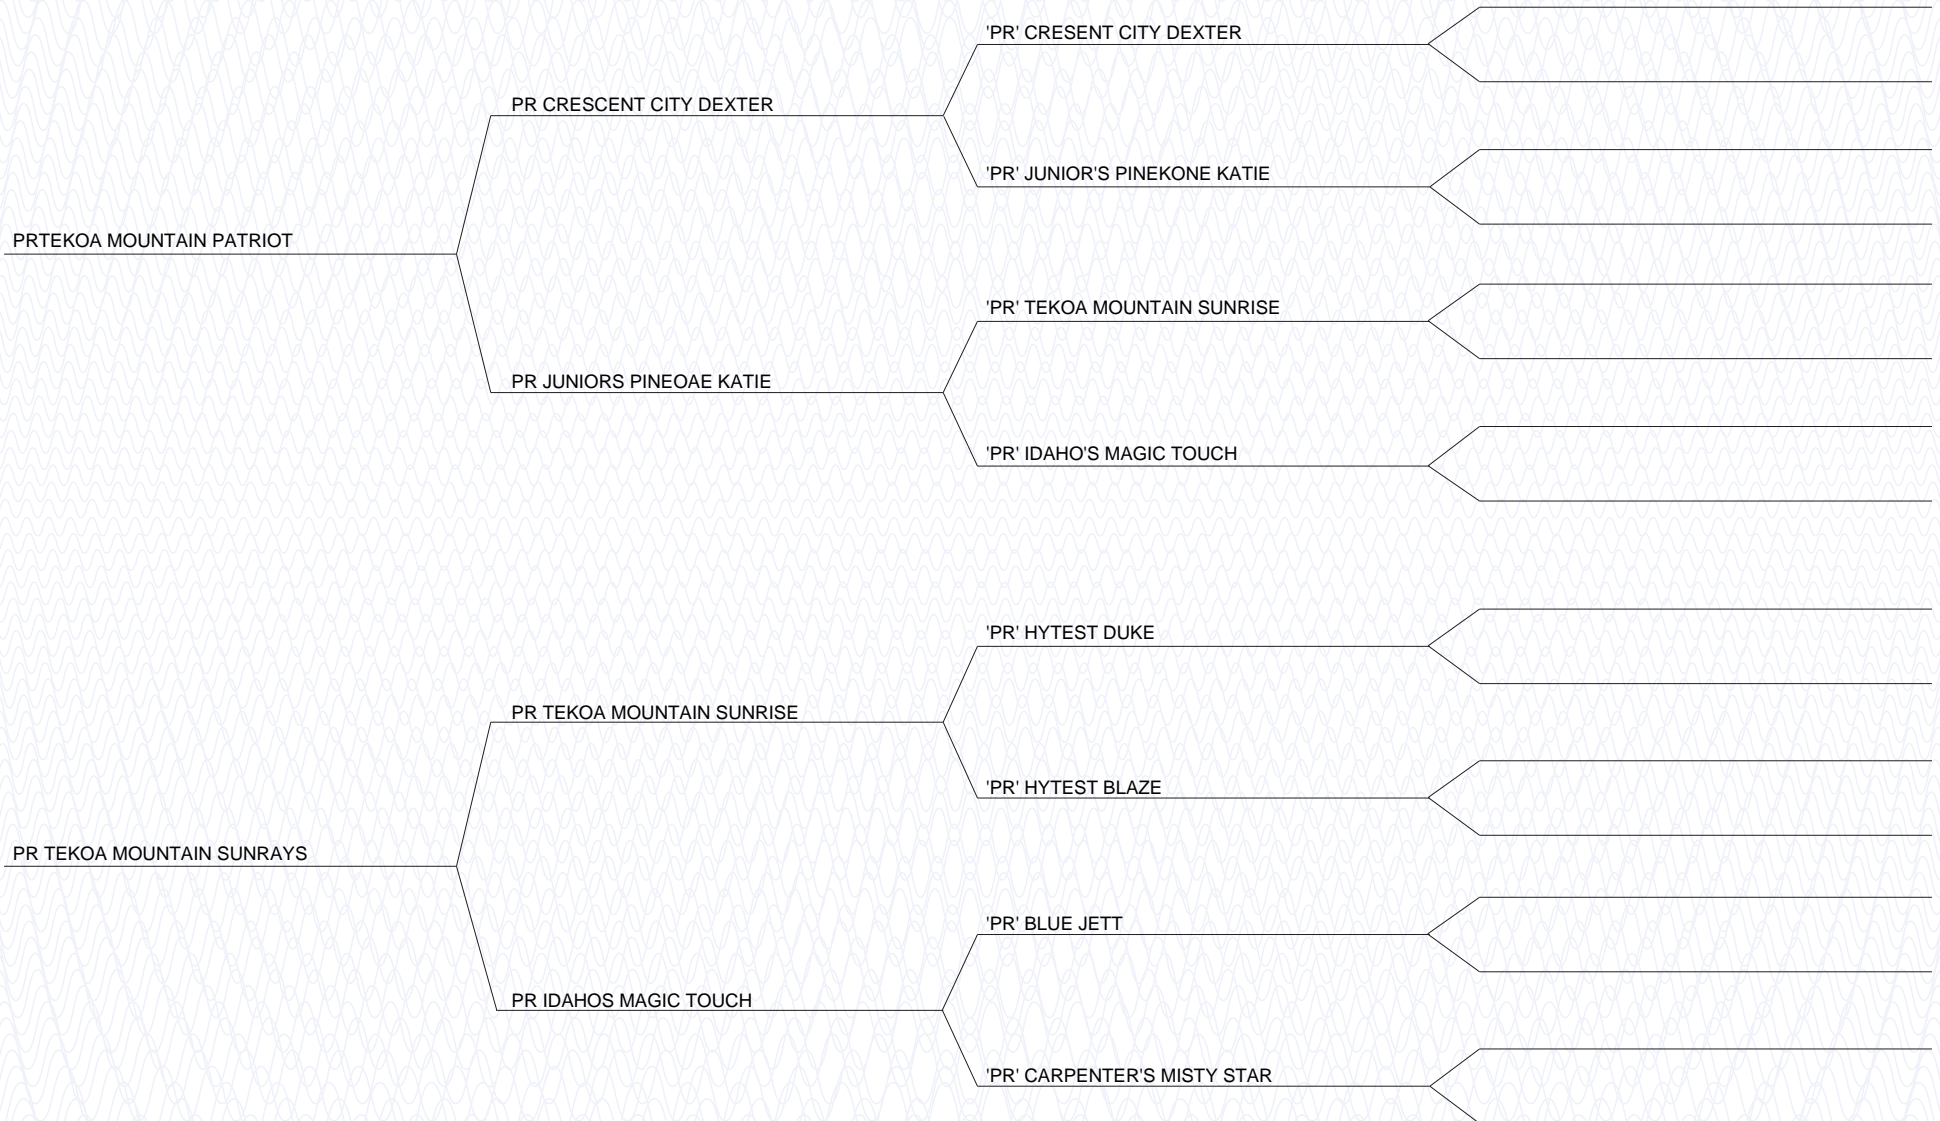 'PR' CRESENT CITY DEXTER
PR CRESCENT CITY DEXTER
'PR' JUNIOR'S PINEKONE KATIE
PRTEKOA MOUNTAIN PATRIOT
'PR' TEKOA MOUNTAIN SUNRISE
PR JUNIORS PINEOAE KATIE
'PR' IDAHO'S MAGIC TOUCH
'PR' HYTEST DUKE
PR TEKOA MOUNTAIN SUNRISE
'PR' HYTEST BLAZE
PR TEKOA MOUNTAIN SUNRAYS
'PR' BLUE JETT
PR IDAHOS MAGIC TOUCH
'PR' CARPENTER'S MISTY STAR